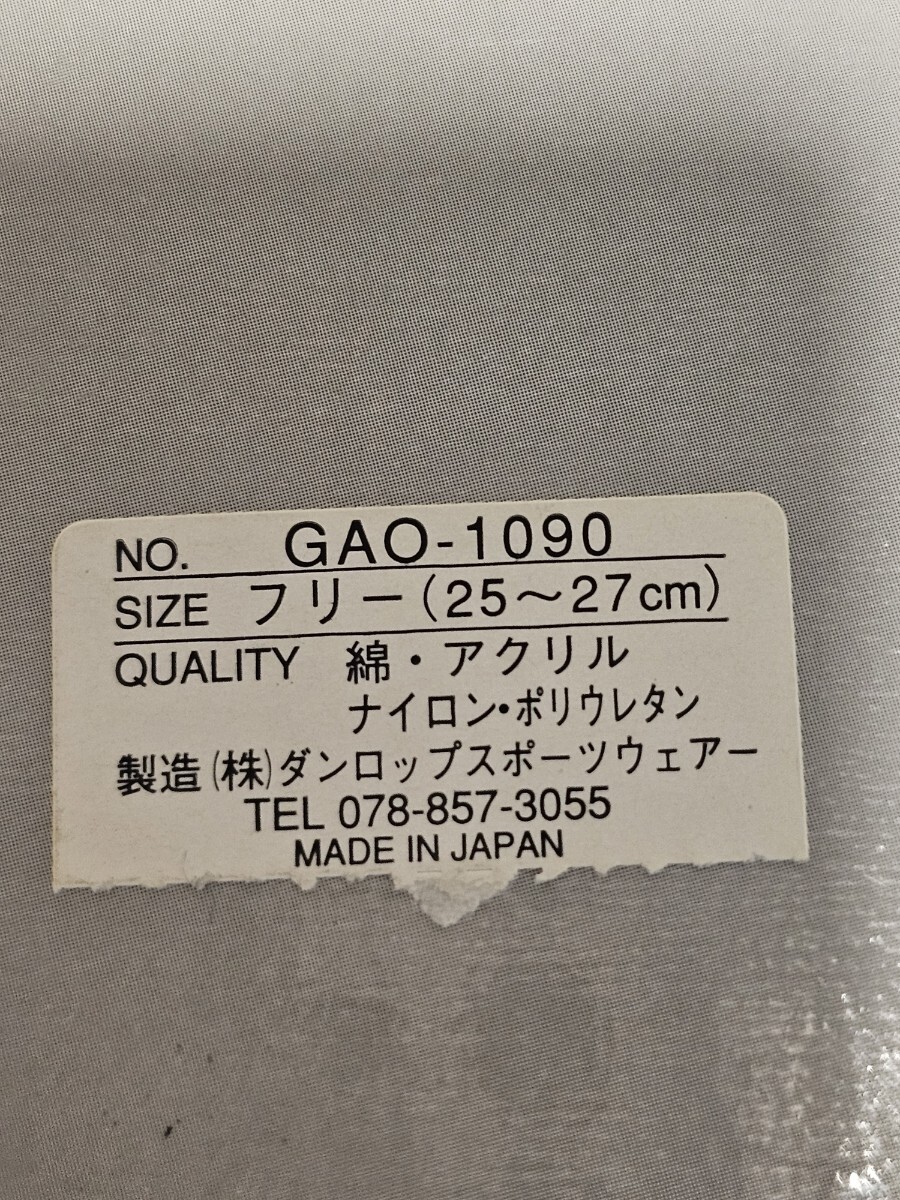 NO. GAO-1090
SIZE フリー(25〜27cm)
QUALITY 綿・アクリル
ナイロン・ポリウレタン
製造(株)ダンロップスポーツウェアー
TEL 078-857-3055
MADE IN JAPAN